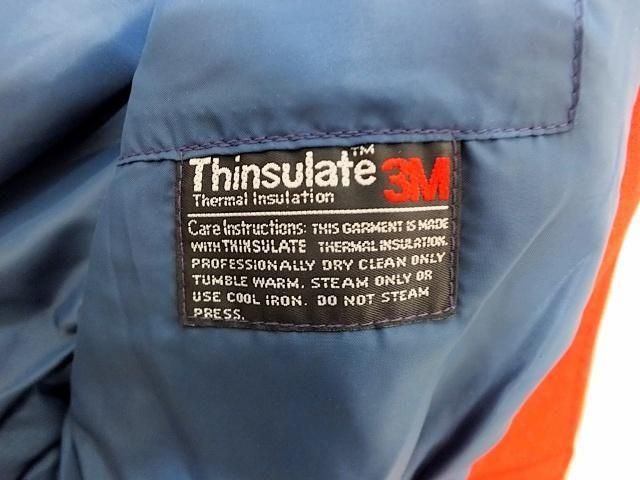 Thinsulate™ 3M
Thermal Insulation
Care Instructions: THIS GARMENT IS MADE
WITH THINSULATE THERMAL INSULATION.
PROFESSIONALLY DRY CLEAN ONLY
TUMBLE WARM. STEAM ONLY OR
USE COOL IRON. DO NOT STEAM
PRESS.